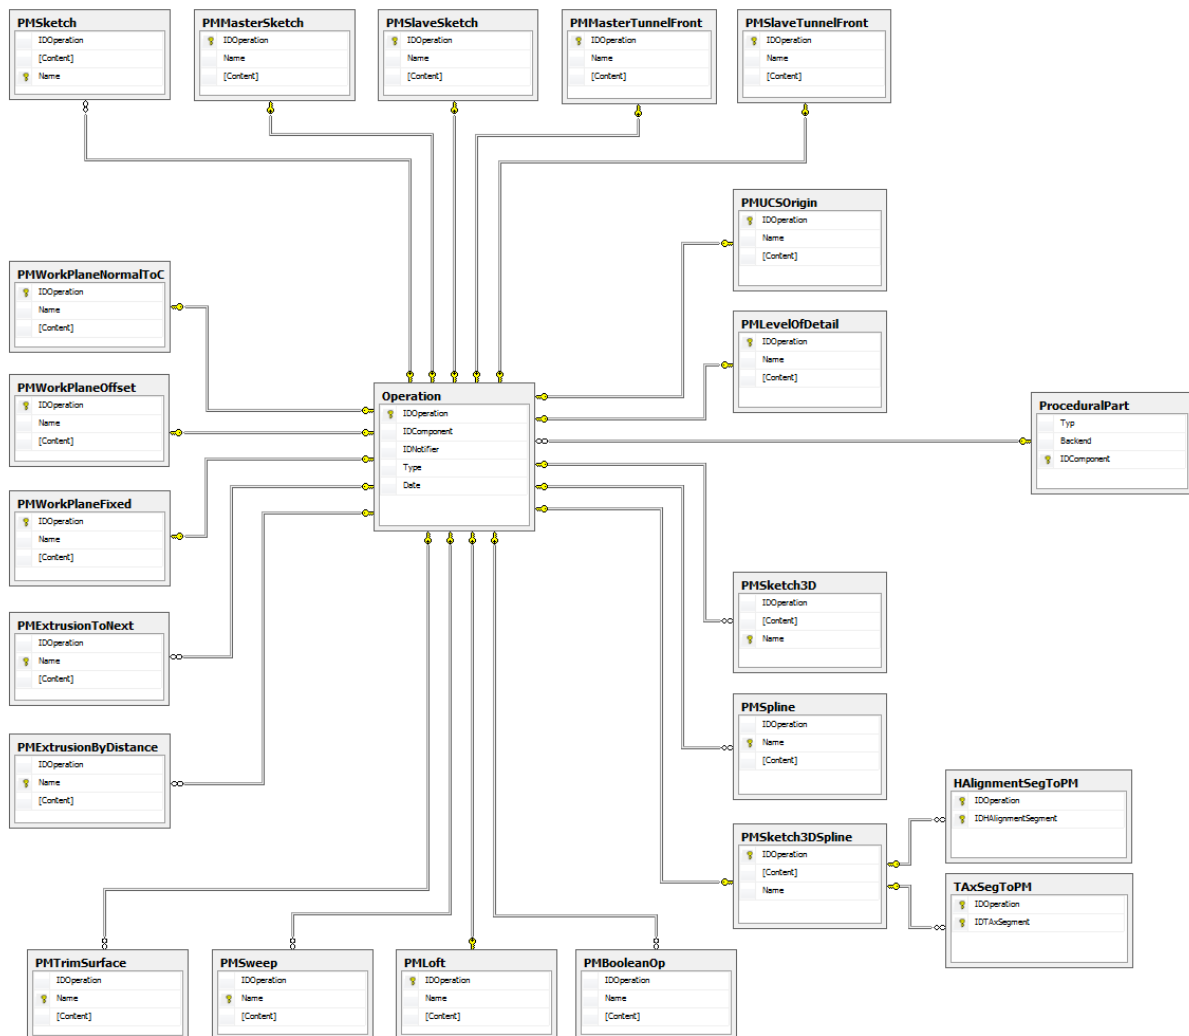 PMSketch
IDOperation
[Content]
Name
PMMasterSketch
IDOperation
Name
[Content]
PMSlaveSketch
IDOperation
Name
[Content]
PMMasterTunnelFront
IDOperation
Name
[Content]
PMSlaveTunnelFront
IDOperation
Name
[Content]
PMUCSOrigin
IDOperation
Name
[Content]
PMWorkPlaneNormalToC
IDOperation
Name
[Content]
PMLevelOfDetail
IDOperation
Name
[Content]
PMWorkPlaneOffset
IDOperation
Name
[Content]
Operation
IDOperation
IDComponent
IDNotifier
Type
Date
ProceduralPart
Typ
Backend
IDComponent
PMWorkPlaneFixed
IDOperation
Name
[Content]
PMSketch3D
IDOperation
[Content]
Name
PMExtrusionToNext
IDOperation
Name
[Content]
PMSpline
IDOperation
Name
[Content]
PMExtrusionByDistance
IDOperation
Name
[Content]
HAlignmentSegToPM
IDOperation
IDHAlignmentSegment
PMSketch3DSpline
IDOperation
[Content]
Name
TAxSegToPM
IDOperation
IDTAxSegment
PMTrimSurface
IDOperation
Name
[Content]
PMSweep
IDOperation
Name
[Content]
PMLoft
IDOperation
Name
[Content]
PMBooleanOp
IDOperation
Name
[Content]